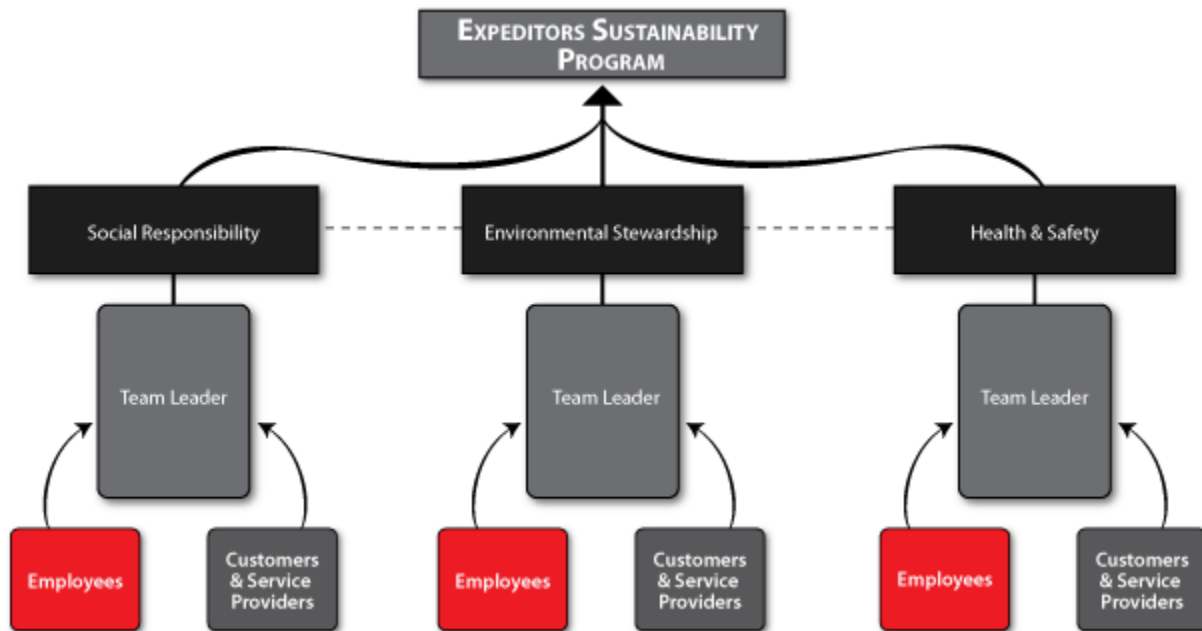 EXPEDITORS SUSTAINABILITY
PROGRAM
Social Responsibility
Environmental Stewardship
Health & Safety
Team Leader
Team Leader
Team Leader
Employees
Customers
& Service
Providers
Employees
Customers
& Service
Providers
Employees
Customers
& Service
Providers